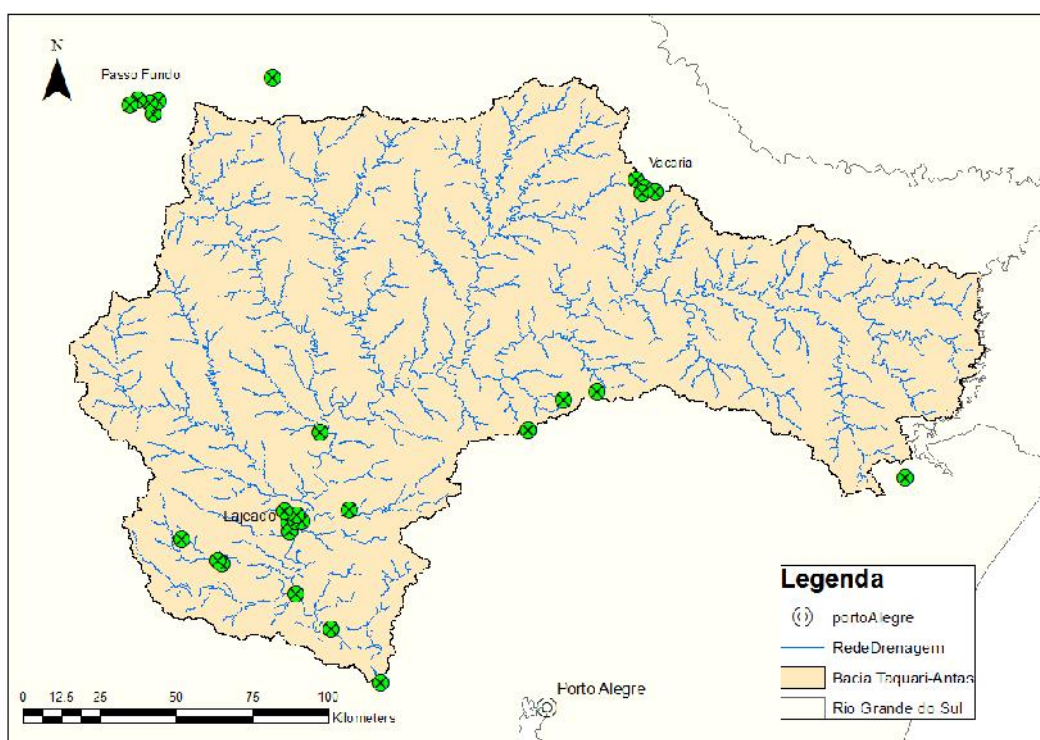 N
Passo Fundo
Vacaria
Lajeado
Legenda
portoAlegre
RedeDrenagem
Bacia Taquari-Antas
Rio Grande do Sul
0 12.5 25 50 75 100
Kilometers
Porto Alegre